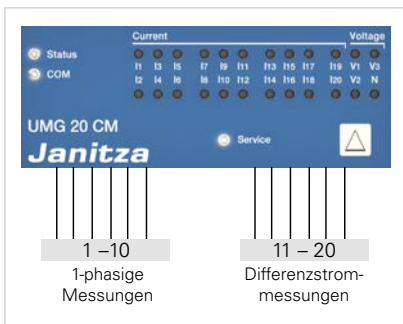 Current Voltage
Status
COM
I1 I3 I5 I7 I9 I11 I13 I15 I17 I19 V1 V3
I2 I4 I6 I8 I10 I12 I14 I16 I18 I20 V2 N
UMG 20 CM
Service
Janitza
1 –10 11 – 20
1-phasige Differenzstrom-
Messungen messungen